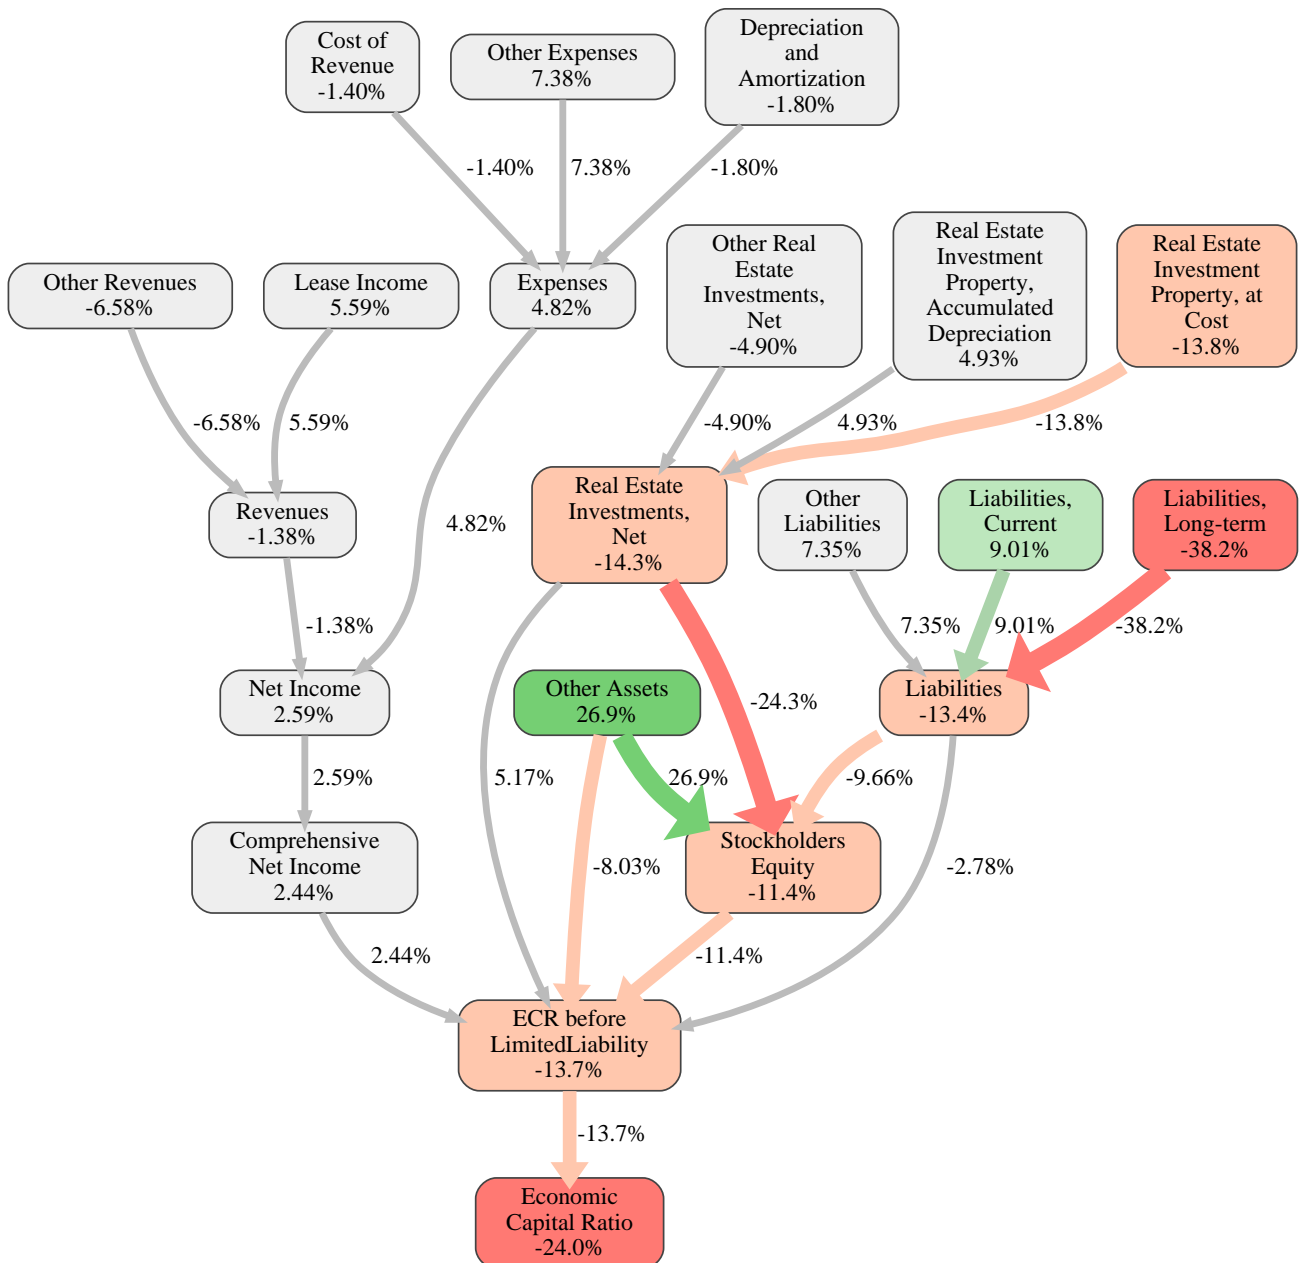 Cost of
Revenue
-1.40%
Other Expenses
7.38%
Depreciation
and
Amortization
-1.80%
-1.40%
7.38%
-1.80%
Other Revenues
-6.58%
Lease Income
5.59%
Expenses
4.82%
Other Real
Estate
Investments,
Net
-4.90%
Real Estate
Investment
Property,
Accumulated
Depreciation
4.93%
Real Estate
Investment
Property, at
Cost
-13.8%
-6.58%
5.59%
-4.90%
4.93%
-13.8%
Revenues
-1.38%
4.82%
Real Estate
Investments,
Net
-14.3%
Other
Liabilities
7.35%
Liabilities,
Current
9.01%
Liabilities,
Long-term
-38.2%
-1.38%
7.35%
9.01%
-38.2%
Net Income
2.59%
Other Assets
26.9%
-24.3%
Liabilities
-13.4%
2.59%
5.17%
26.9%
-9.66%
Comprehensive
Net Income
2.44%
-8.03%
Stockholders
Equity
-11.4%
-2.78%
2.44%
-11.4%
ECR before
LimitedLiability
-13.7%
-13.7%
Economic
Capital Ratio
-24.0%